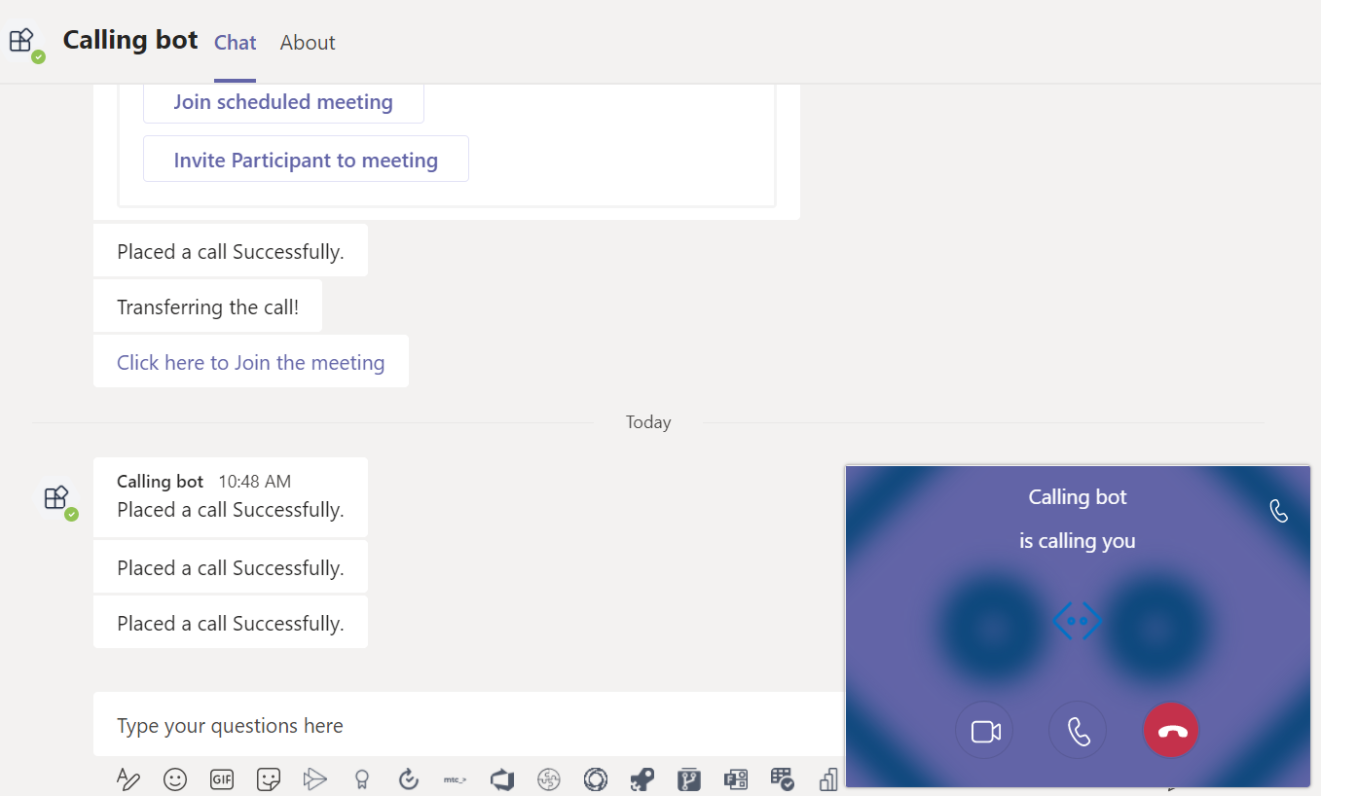 Calling bot Chat About
Join scheduled meeting
Invite Participant to meeting
Placed a call Successfully.
Transferring the call!
Click here to Join the meeting
Today
Calling bot 10:48 AM
Placed a call Successfully.
Placed a call Successfully.
Placed a call Successfully.
Calling bot
is calling you
Type your questions here
GIF